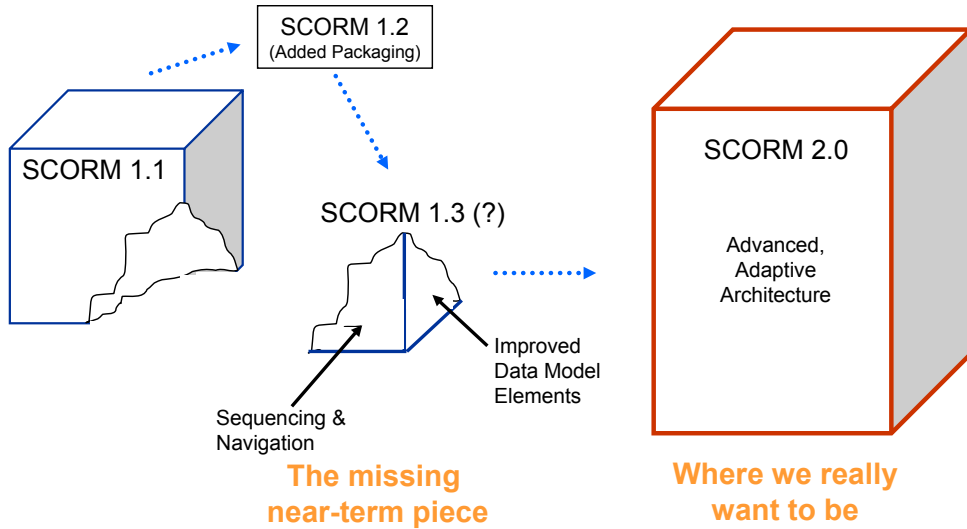 SCORM 1.2
(Added Packaging)
SCORM 1.1
SCORM 1.3 (?)
SCORM 2.0
Advanced,
Adaptive
Architecture
Improved
Data Model
Elements
Sequencing &
Navigation
The missing
near-term piece
Where we really
want to be